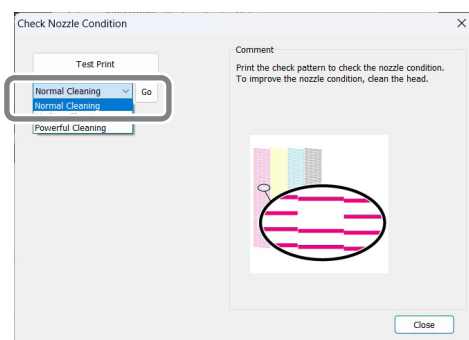 Check Nozzle Condition
Test Print
Normal Cleaning
Go
Normal Cleaning
Powerful Cleaning
Comment
Print the check pattern to check the nozzle condition.
To improve the nozzle condition, clean the head.
Close